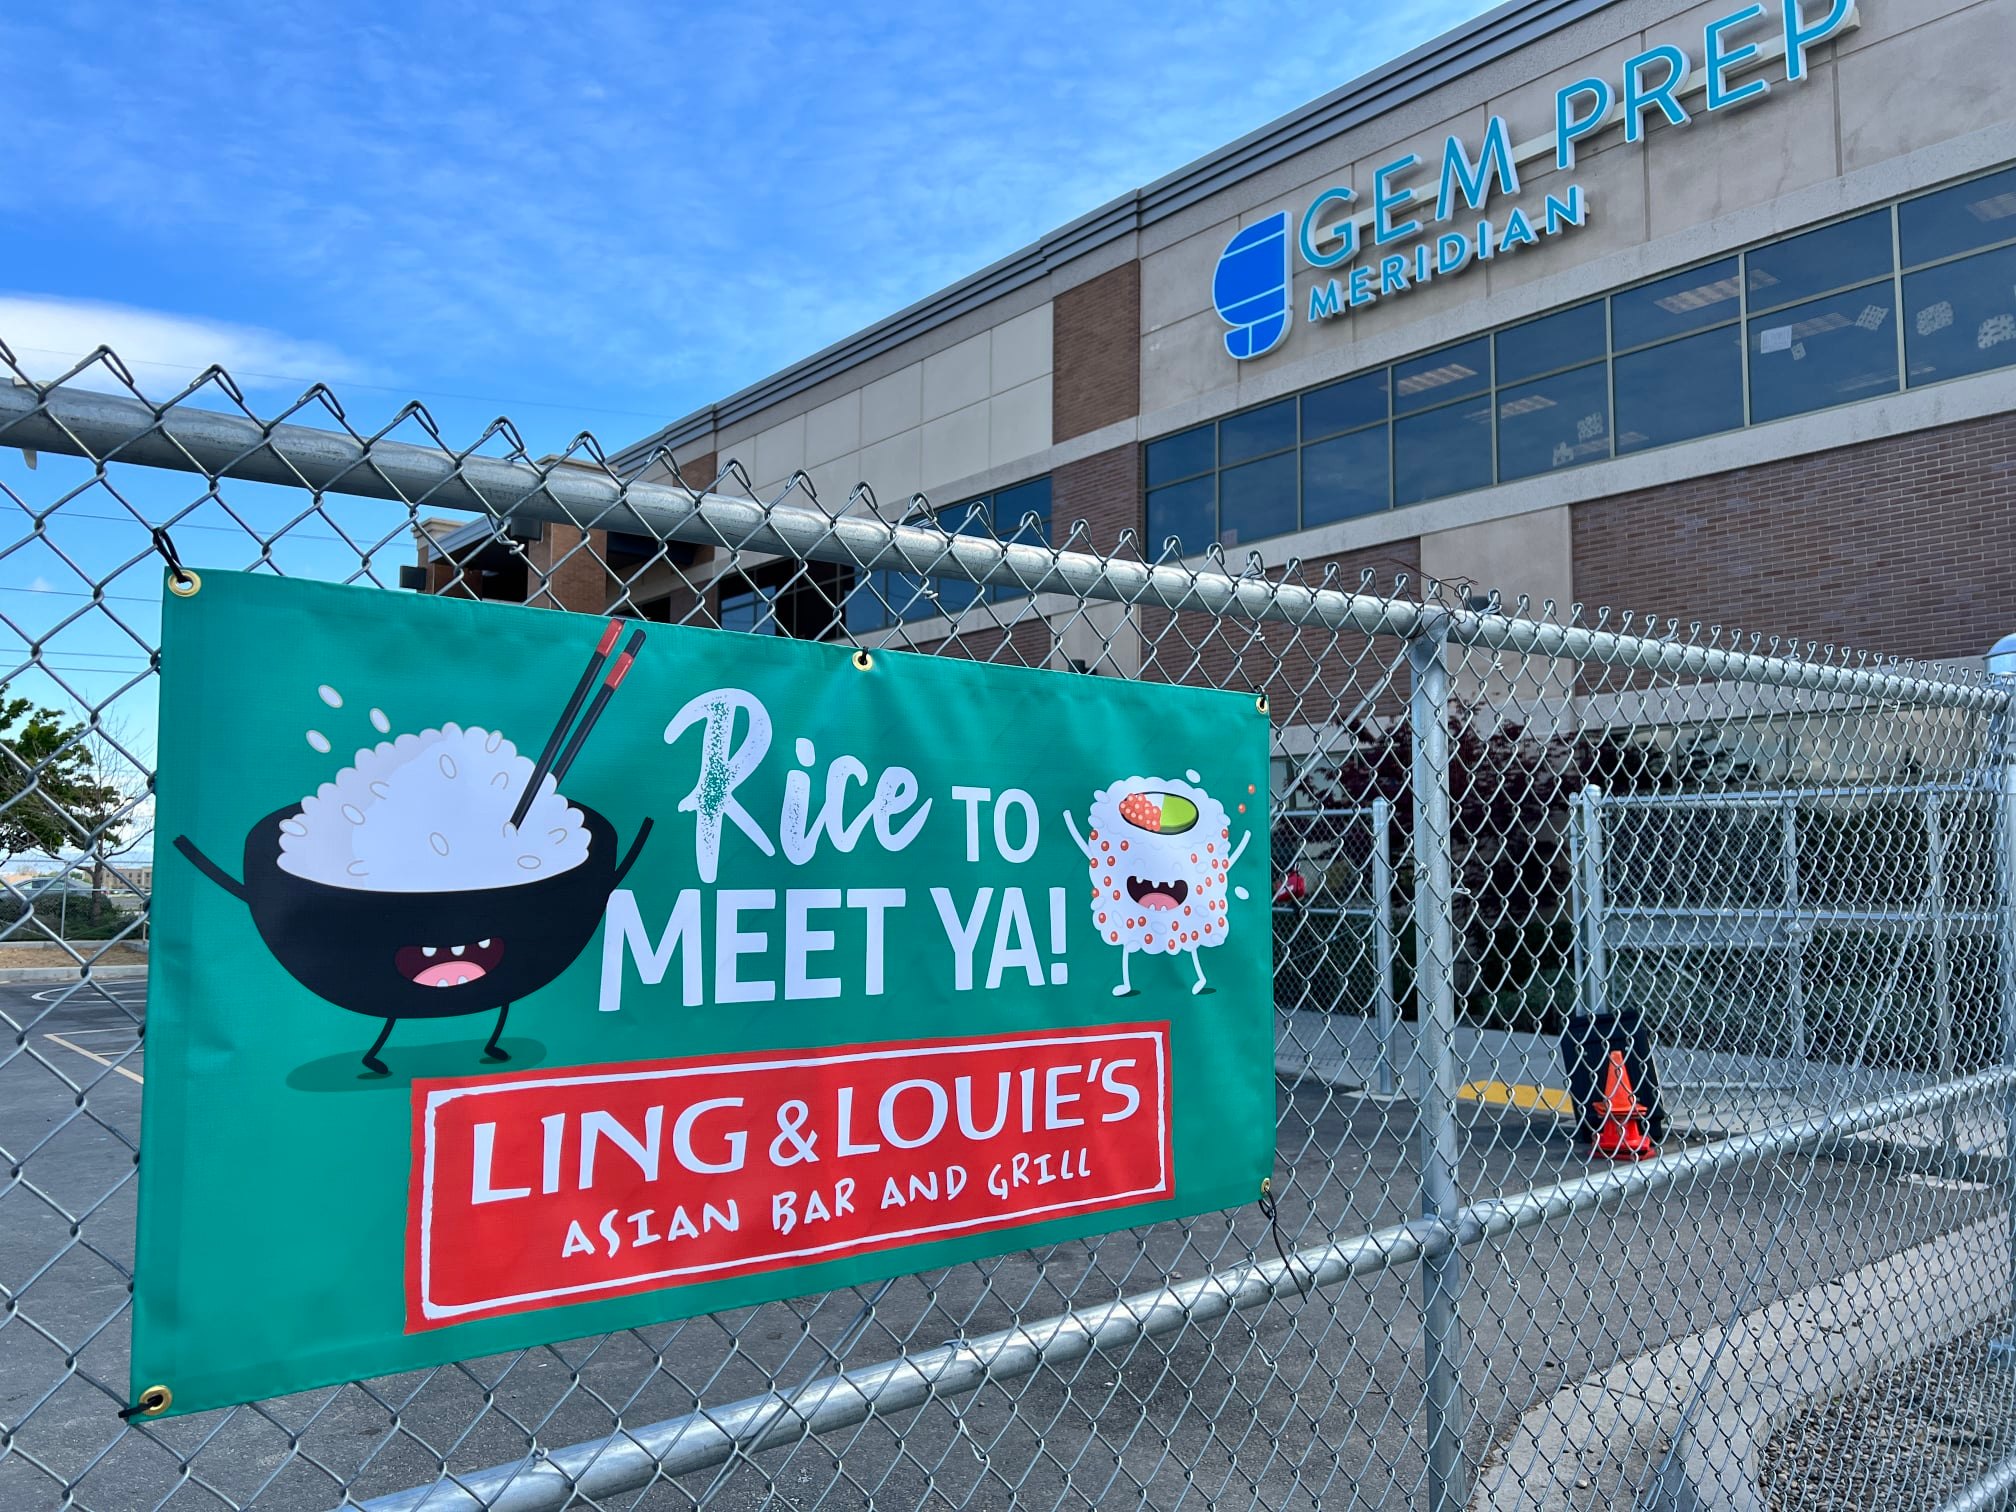 GEM PREP
MERIDIAN
Rice TO
MEET YA!
LING & LOUIE'S
ASIAN BAR AND GRILL